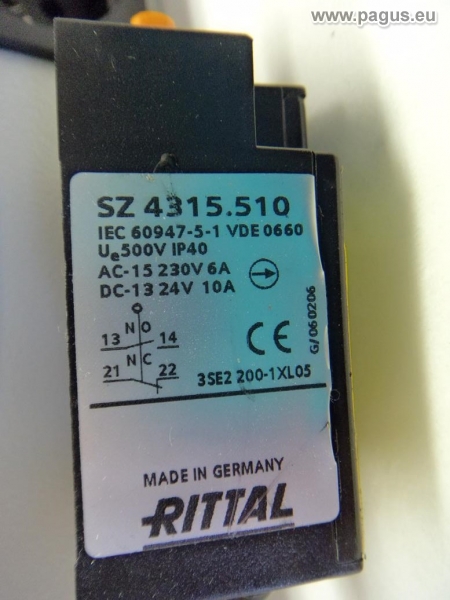 www.pagus.eu
SZ 4315.510
IEC 60947-5-1 VDE 0660
Ue500V IP40
AC-15 230V 6A
DC-13 24V 10A
G/060206
NO
13 14
NC
21 22
CE
3SE2 200-1XL05
MADE IN GERMANY
RITTAL